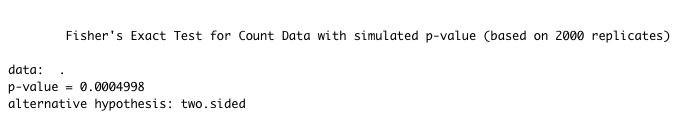 Fisher's Exact Test for Count Data with simulated p-value (based on 2000 replicates)
data:  .
p-value = 0.0004998
alternative hypothesis: two.sided